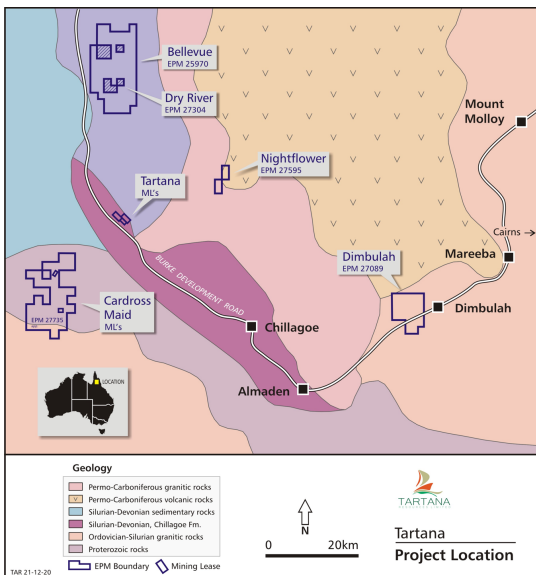 Bellevue
EPM 25970
Dry River
EPM 27304
Mount
Molloy
Nightflower
EPM 27595
Tartana
ML's
Cairns
Dimbulah
EPM 27089
Mareeba
BURKE DEVELOPMENT ROAD
Cardross
Maid
ML's
EPM 27735
Dimbulah
Chillagoe
LOCATION
Almaden
Geology
Permo-Carboniferous granitic rocks
Permo-Carboniferous volcanic rocks
Silurian-Devonian sedimentary rocks
Silurian-Devonian, Chillagoe Fm.
Ordovician-Silurian granitic rocks
Proterozoic rocks
EPM Boundary
Mining Lease
N
0 20km
TARTANA
Tartana
Project Location
TAR 21-12-20